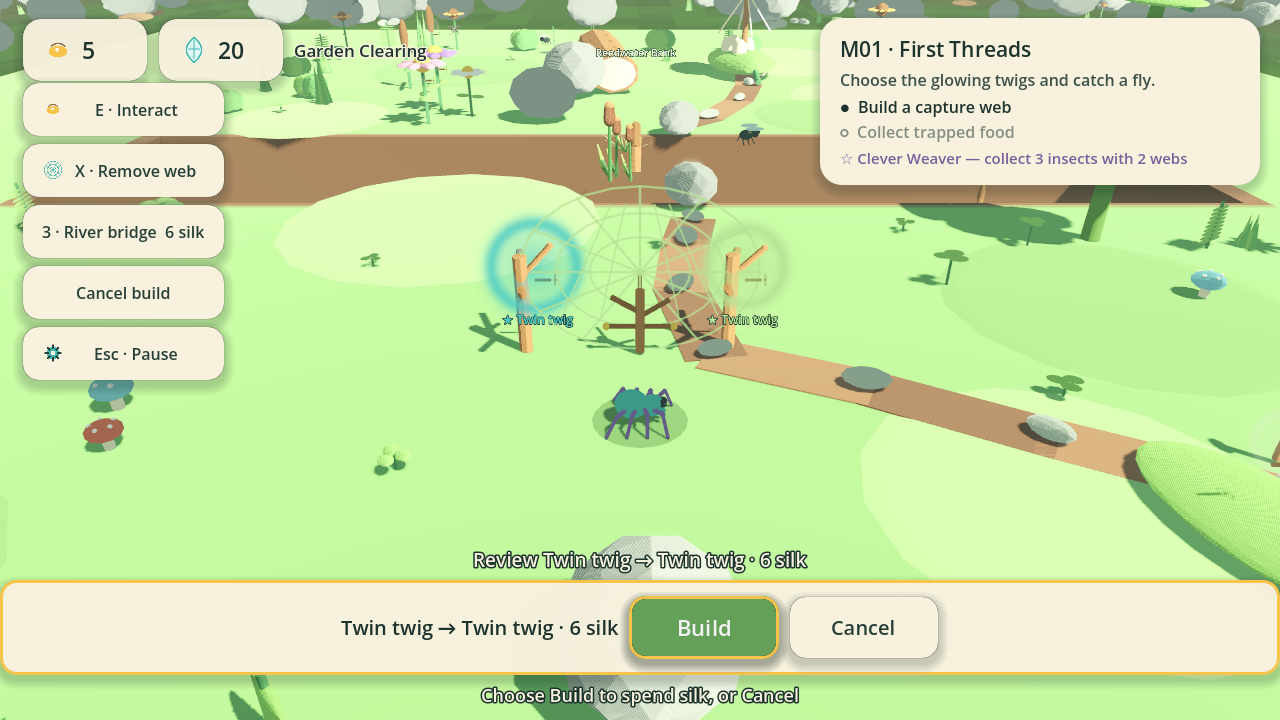 5
20
Garden Clearing
E · Interact
X · Remove web
3 · River bridge 6 silk
Cancel build
Esc · Pause
Reedwater Bank
M01 · First Threads
Choose the glowing twigs and catch a fly.
● Build a capture web
○ Collect trapped food
☆ Clever Weaver — collect 3 insects with 2 webs
★ Twin twig
★ Twin twig
Review Twin twig → Twin twig · 6 silk
Twin twig → Twin twig · 6 silk
Build
Cancel
Choose Build to spend silk, or Cancel